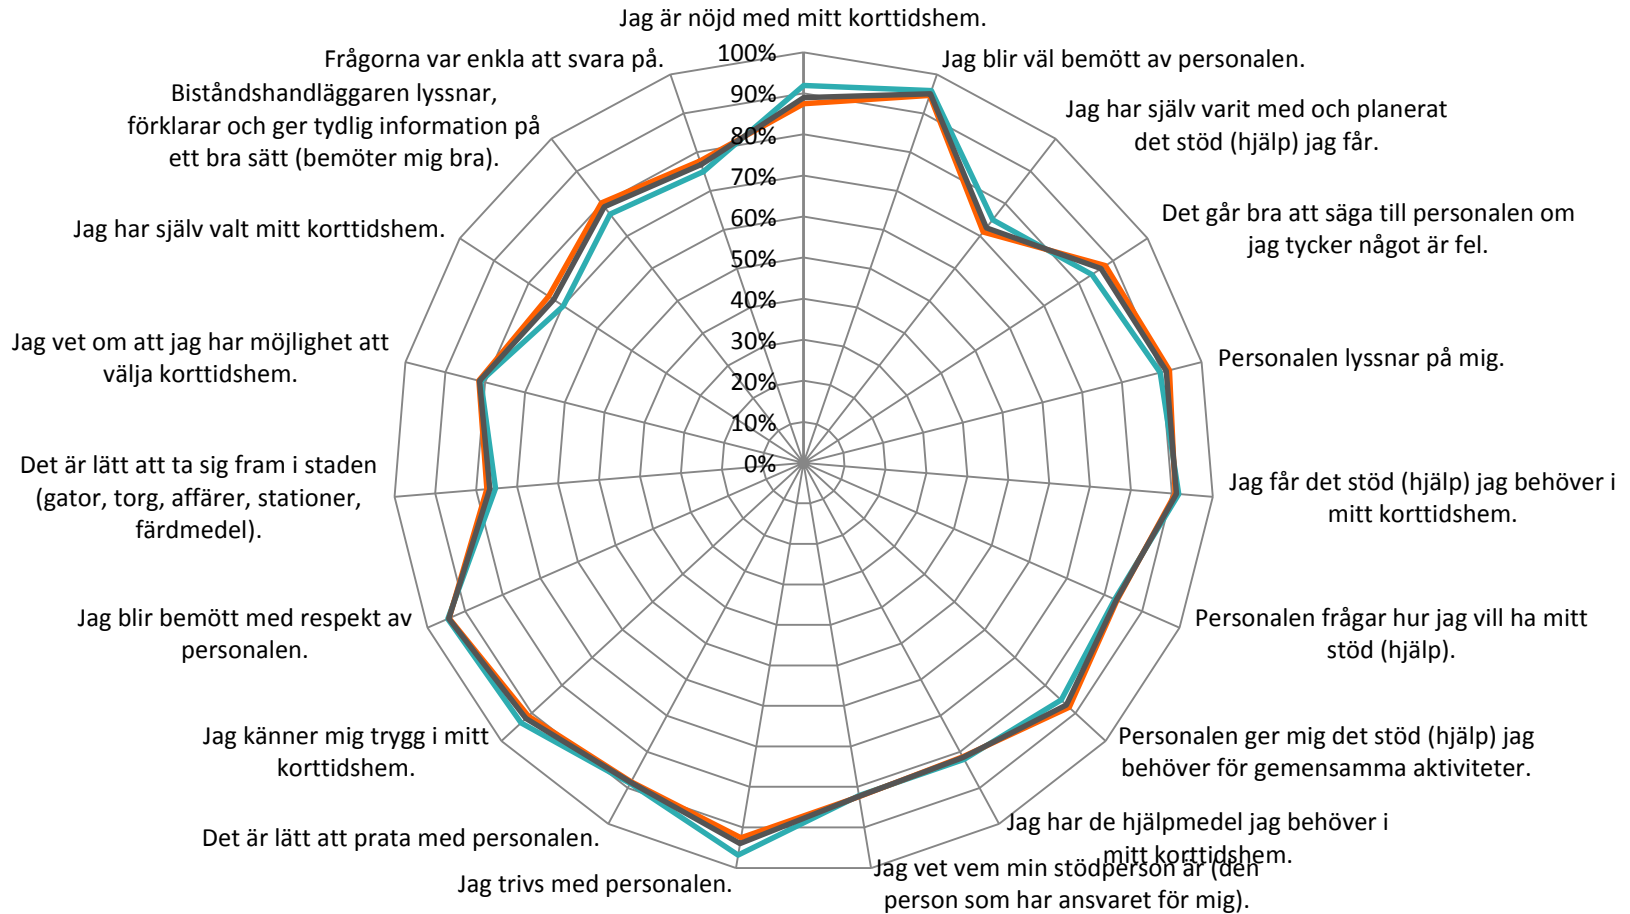 Jag är nöjd med mitt korttidshem.
Jag blir väl bemött av personalen.
Jag har själv varit med och planerat
det stöd (hjälp) jag får.
Det går bra att säga till personalen om
jag tycker något är fel.
Personalen lyssnar på mig.
Jag får det stöd (hjälp) jag behöver i
mitt korttidshem.
Personalen frågar hur jag vill ha mitt
stöd (hjälp).
Personalen ger mig det stöd (hjälp) jag
behöver för gemensamma aktiviteter.
Jag har de hjälpmedel jag behöver i
mitt korttidshem.
Jag vet vem min stödperson är (den
person som har ansvaret för mig).
Jag trivs med personalen.
Det är lätt att prata med personalen.
Jag känner mig trygg i mitt
korttidshem.
Jag blir bemött med respekt av
personalen.
Det är lätt att ta sig fram i staden
(gator, torg, affärer, stationer,
färdmedel).
Jag vet om att jag har möjlighet att
välja korttidshem.
Jag har själv valt mitt korttidshem.
Biståndshandläggaren lyssnar,
förklarar och ger tydlig information på
ett bra sätt (bemöter mig bra).
Frågorna var enkla att svara på.
100%
90%
80%
70%
60%
50%
40%
30%
20%
10%
0%